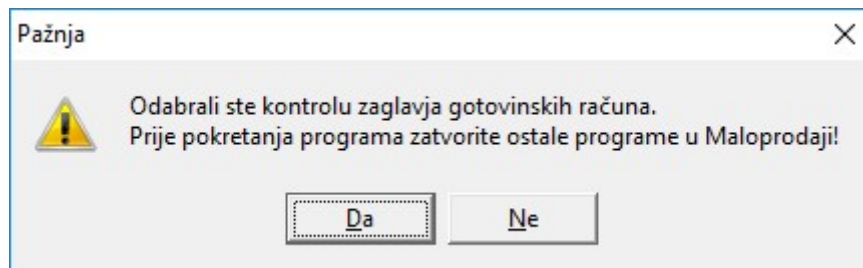 Pažnja
Odabrali ste kontrolu zaglavja gotovinskih računa.
Prije pokretanja programa zatvorite ostale programe u Maloprodaji!
Da
Ne